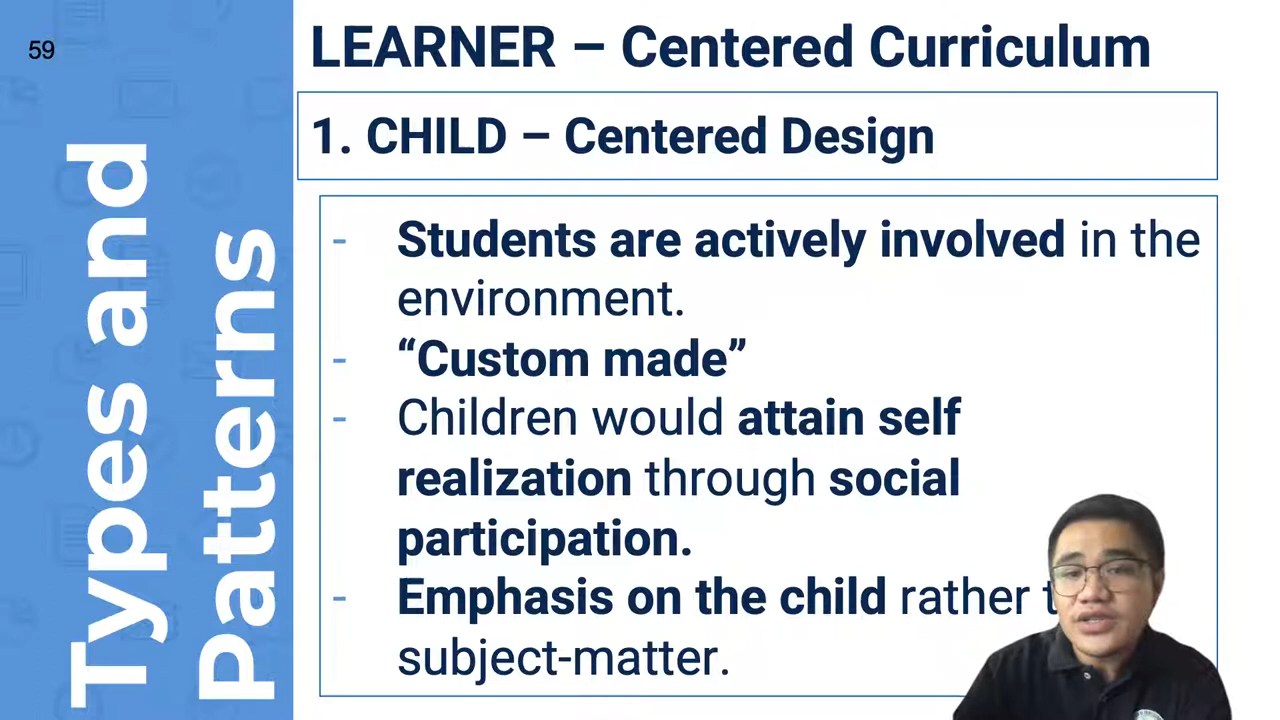 59
Types and
Patterns
LEARNER – Centered Curriculum
1. CHILD – Centered Design
- Students are actively involved in the
environment.
- “Custom made”
- Children would attain self
realization through social
participation.
- Emphasis on the child rather
subject-matter.